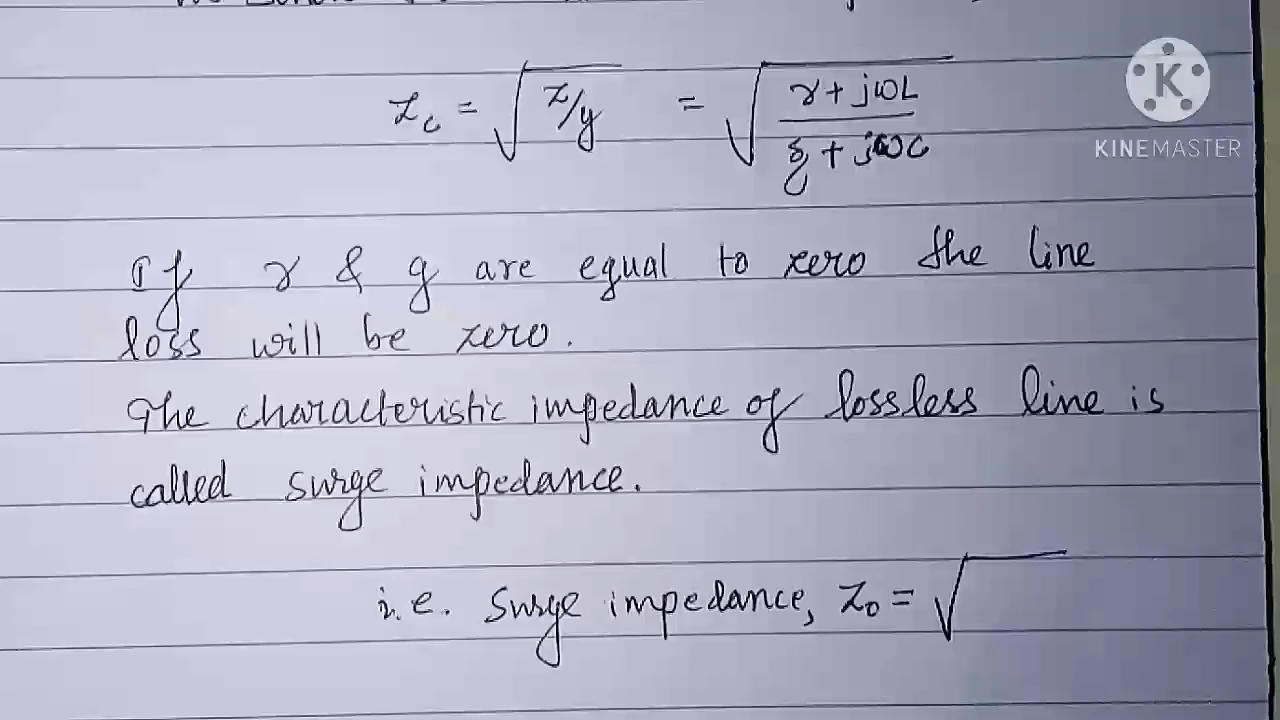 Z_c = √(z/y) = √((r + jωL)/(g + jωc))
K
KINEMASTER
If r & g are equal to zero the line
loss will be zero.
The characteristic impedance of lossless line is
called surge impedance.
i.e. Surge impedance, Z₀ = √